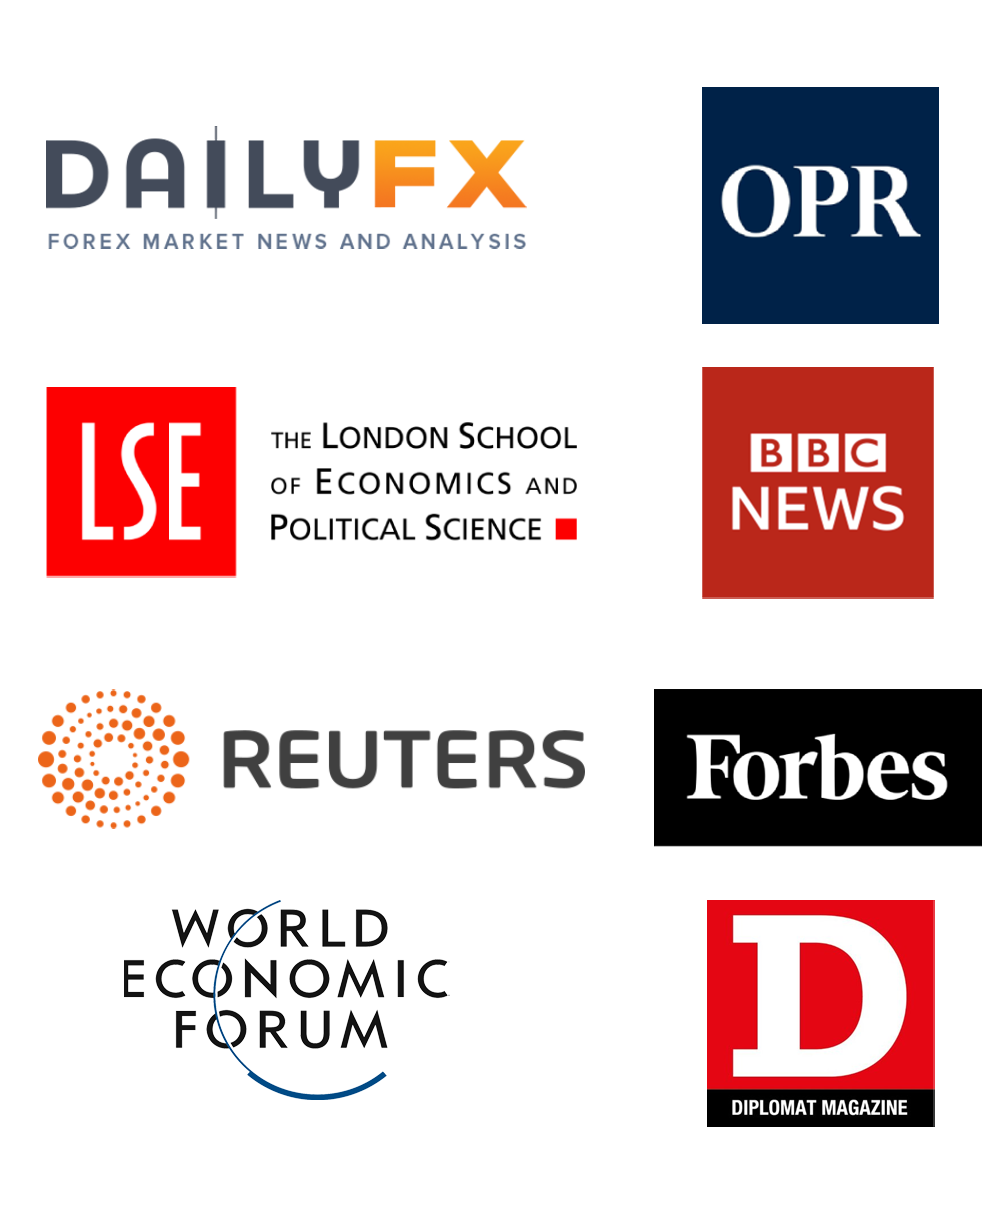 DAILYFX
FOREX MARKET NEWS AND ANALYSIS
OPR
LSE
THE LONDON SCHOOL
OF ECONOMICS AND
POLITICAL SCIENCE
BBC
NEWS
REUTERS
Forbes
WORLD
ECONOMIC
FORUM
D
DIPLOMAT MAGAZINE